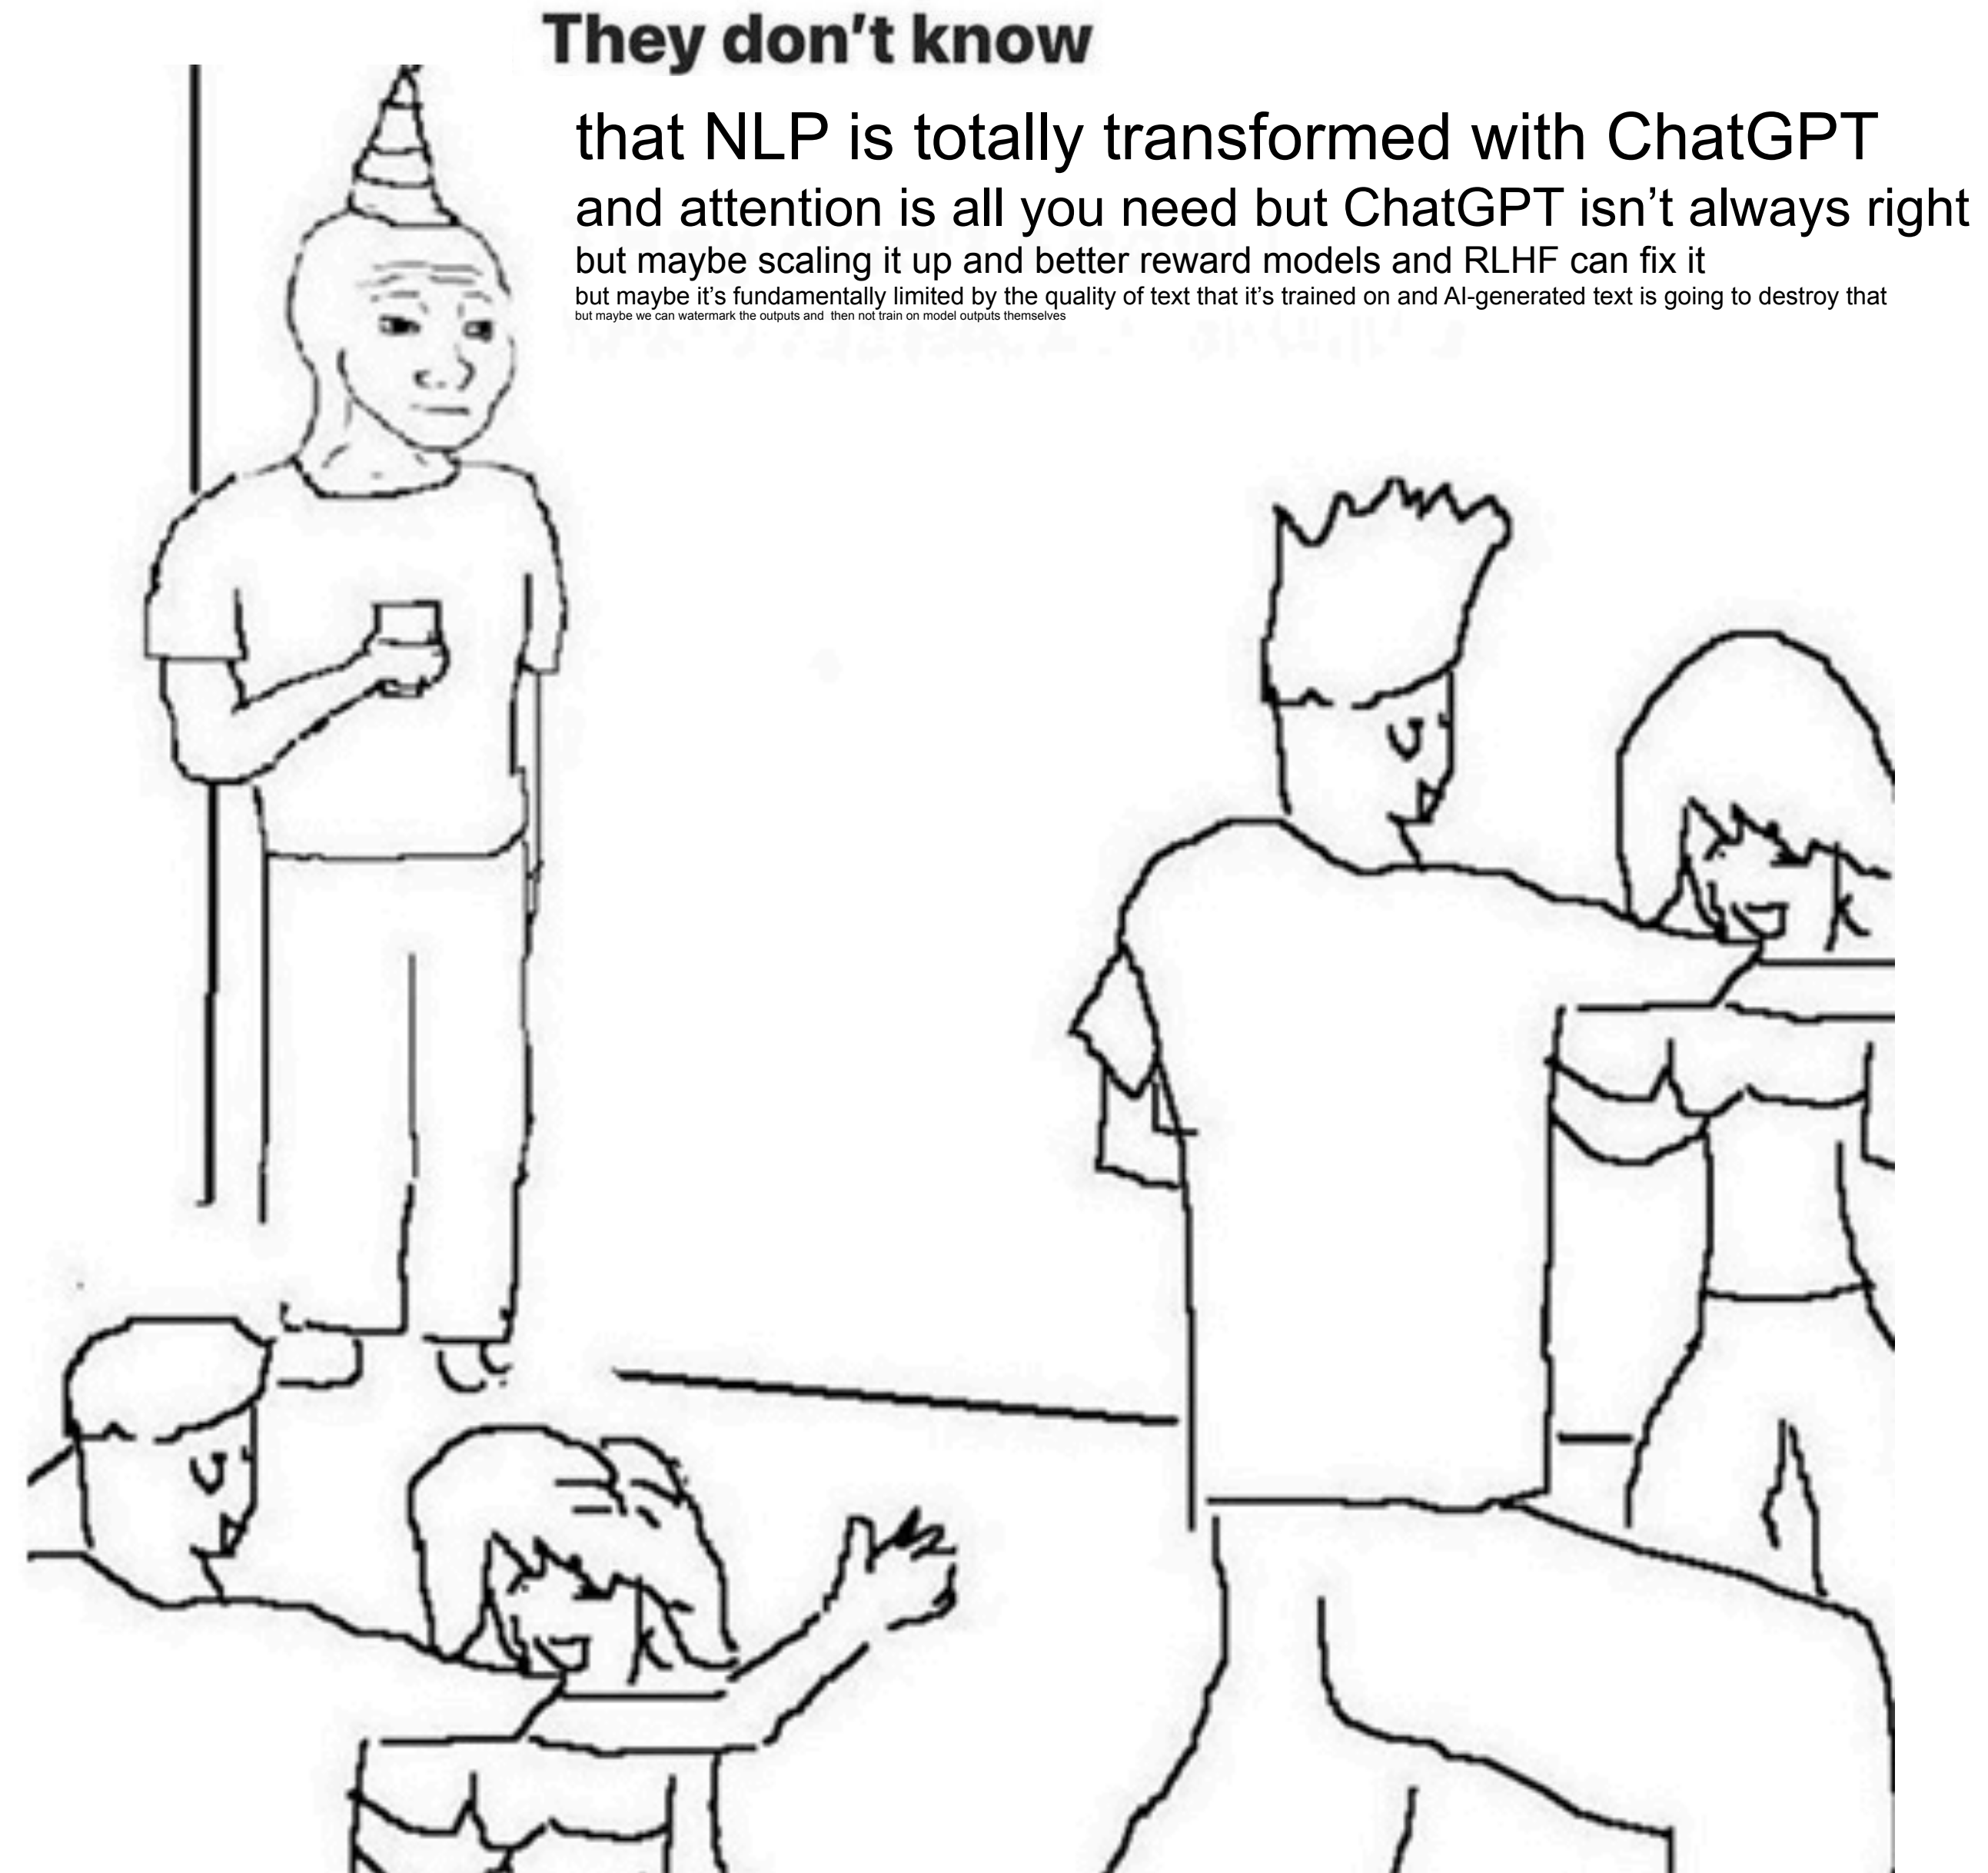 They don't know
that NLP is totally transformed with ChatGPT
and attention is all you need but ChatGPT isn't always right
but maybe scaling it up and better reward models and RLHF can fix it
but maybe it's fundamentally limited by the quality of text that it's trained on and AI-generated text is going to destroy that
but maybe we can watermark the outputs and  then not train on model outputs themselves